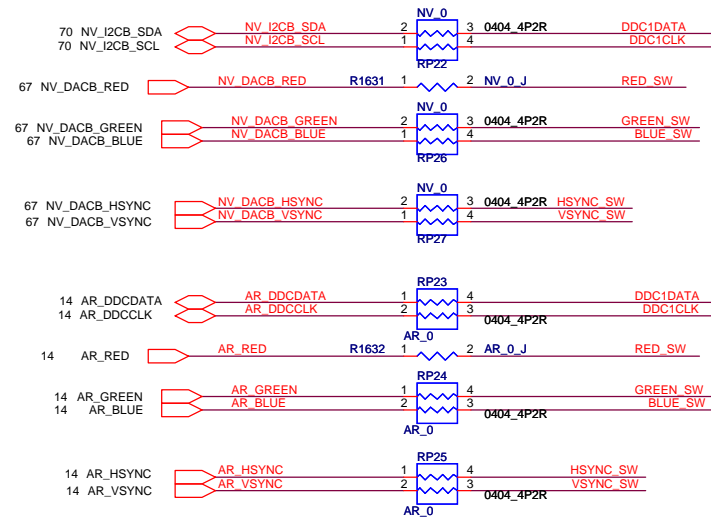 NV_0
70 NV_I2CB_SDA NV_I2CB_SDA 2 3 0404_4P2R DDC1DATA
70 NV_I2CB_SCL NV_I2CB_SCL 1 4 DDC1CLK
RP22
67 NV_DACB_RED NV_DACB_RED R1631 1 2 NV_0_J RED_SW
NV_0
67 NV_DACB_GREEN NV_DACB_GREEN 2 3 0404_4P2R GREEN_SW
67 NV_DACB_BLUE NV_DACB_BLUE 1 4 BLUE_SW
RP26
NV_0
67 NV_DACB_HSYNC NV_DACB_HSYNC 2 3 0404_4P2R HSYNC_SW
67 NV_DACB_VSYNC NV_DACB_VSYNC 1 4 VSYNC_SW
RP27
RP23
14 AR_DDCDATA AR_DDCDATA 1 4 DDC1DATA
14 AR_DDCCLK AR_DDCCLK 2 3 0404_4P2R DDC1CLK
AR_0
14 AR_RED AR_RED R1632 1 2 AR_0_J RED_SW
RP24
14 AR_GREEN AR_GREEN 1 4 GREEN_SW
14 AR_BLUE AR_BLUE 2 3 0404_4P2R BLUE_SW
AR_0
RP25
14 AR_HSYNC AR_HSYNC 1 4 HSYNC_SW
14 AR_VSYNC AR_VSYNC 2 3 0404_4P2R VSYNC_SW
AR_0